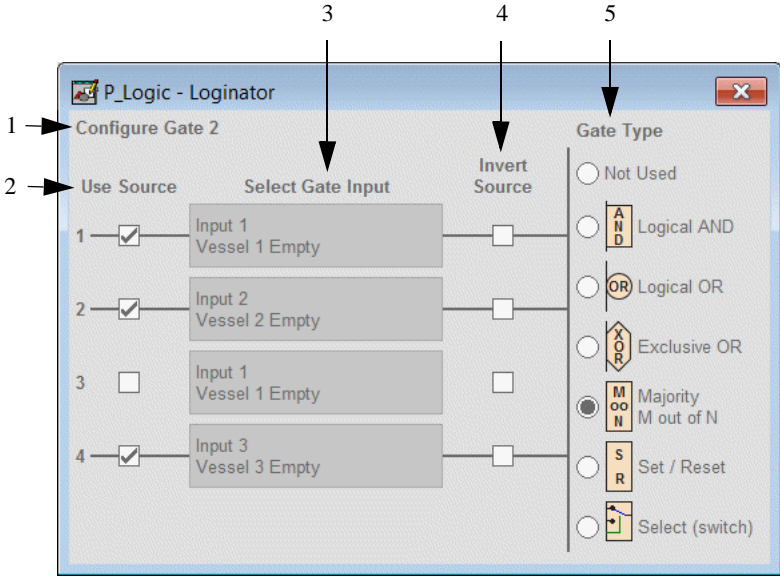 3 4 5
P_Logic - Loginator
1 Configure Gate 2
Gate Type
2 Use Source Select Gate Input Invert Source
1 Input 1
Vessel 1 Empty
2 Input 2
Vessel 2 Empty
3 Input 1
Vessel 1 Empty
4 Input 3
Vessel 3 Empty
Not Used
AND Logical AND
OR Logical OR
XOR Exclusive OR
MooN Majority
M out of N
S R Set / Reset
Select (switch)